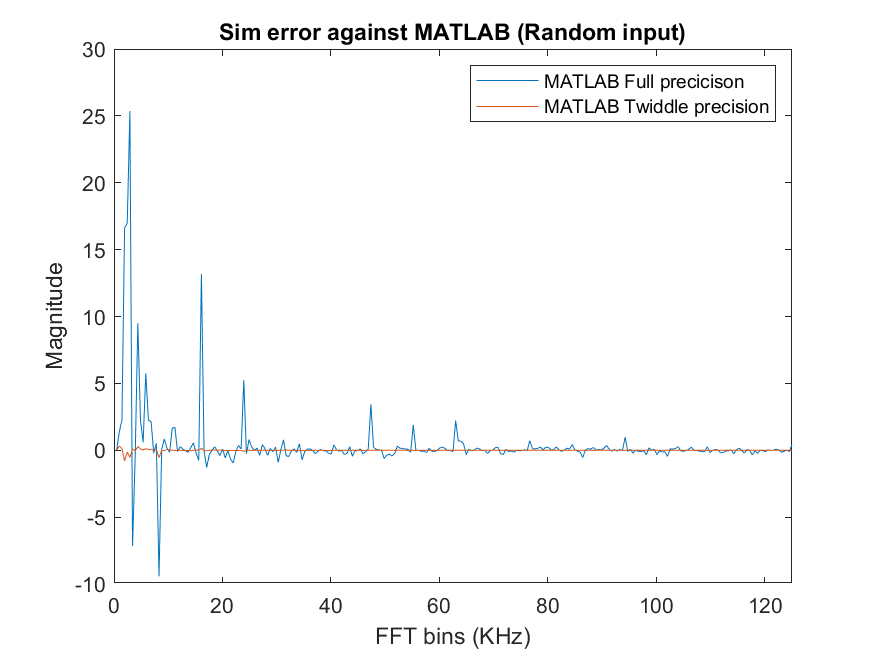 Sim error against MATLAB (Random input)
MATLAB Full precicison
MATLAB Twiddle precision
30
25
20
15
10
5
0
-5
-10
Magnitude
0 20 40 60 80 100 120
FFT bins (KHz)